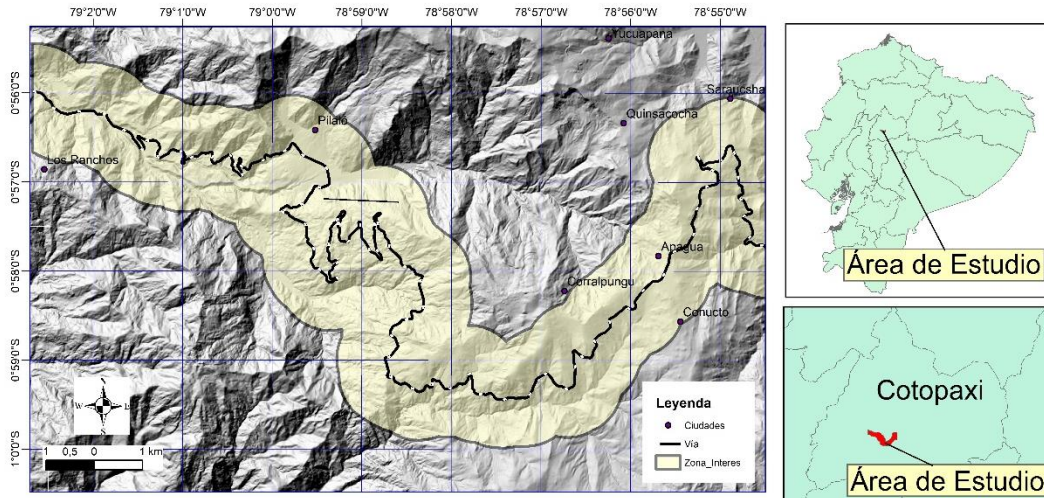 79°2'0"W 79°1'0"W 79°0'0"W 78°59'0"W 78°58'0"W 78°57'0"W 78°56'0"W 78°55'0"W
0°56'0"S
0°57'0"S
0°58'0"S
0°59'0"S
1°0'0"S
Yucuapana
Saraucsha
Quinsacocha
Pilaló
Los Ranchos
Apagua
Corralpungu
Conucto
N
W
S
1 0,5 0 1 km
Leyenda
Ciudades
Vía
Zona_Interes
Área de Estudio
Cotopaxi
Área de Estudio